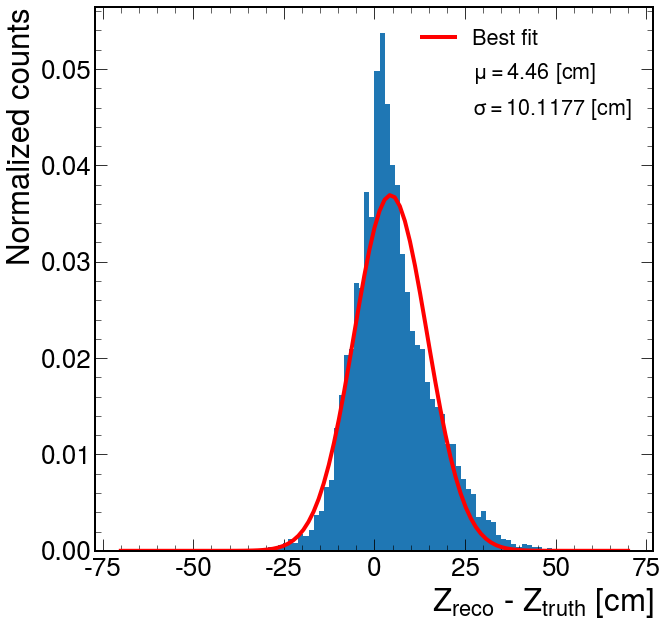 Normalized counts
0.05
0.04
0.03
0.02
0.01
0.00
Best fit
μ = 4.46 [cm]
σ = 10.1177 [cm]
-75
-50
-25
0
25
50
75
Zreco - Ztruth [cm]